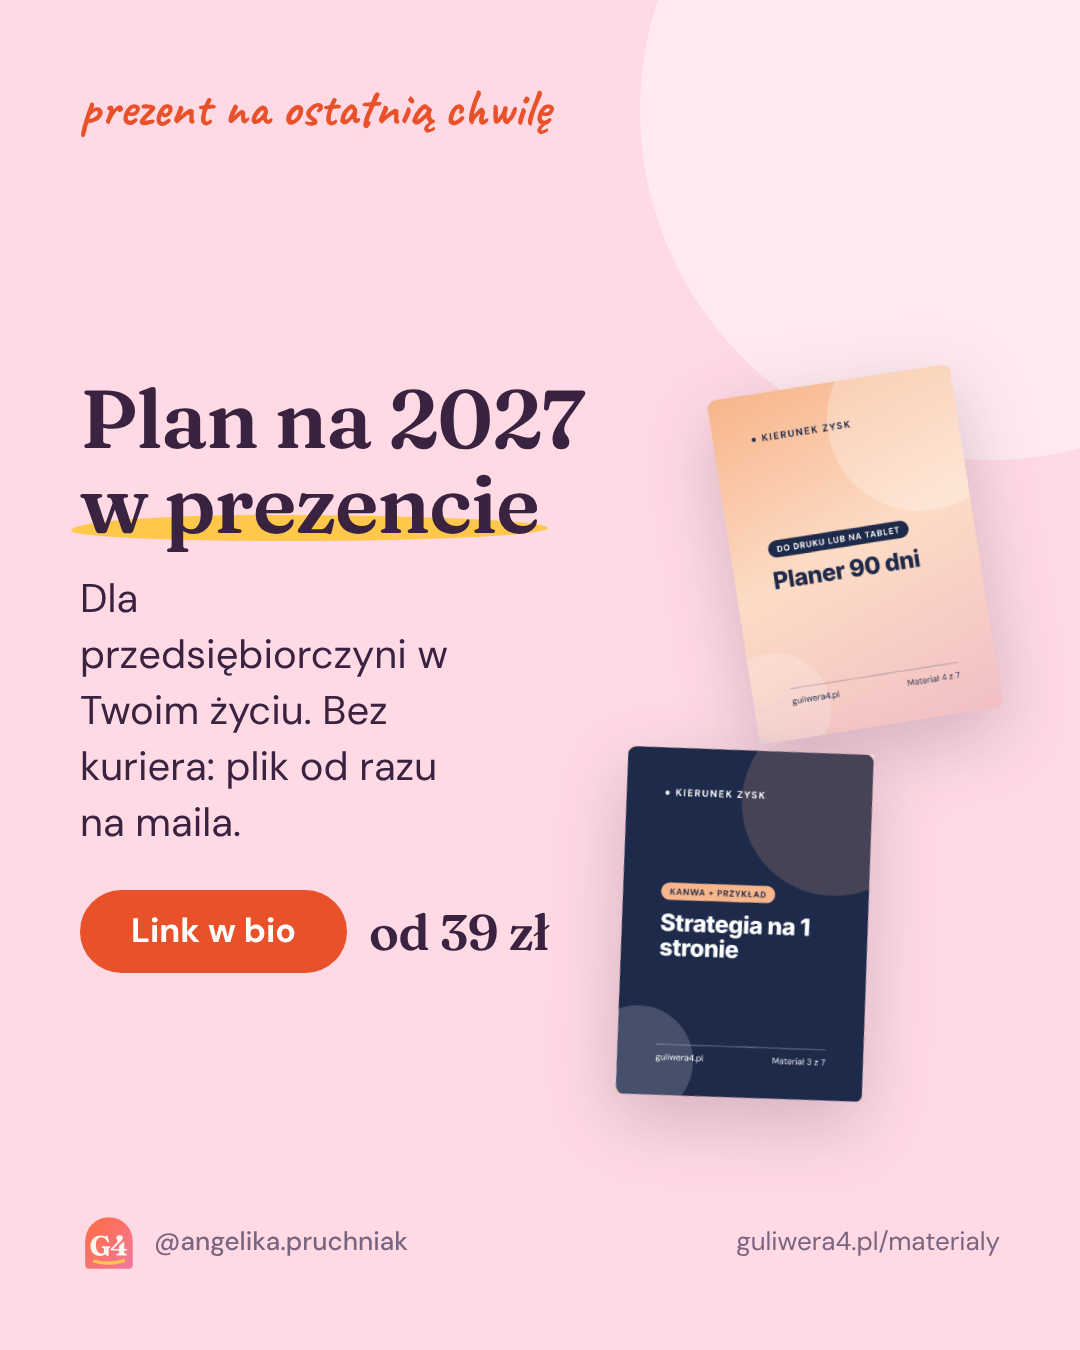 prezent na ostatnią chwilę
Plan na 2027
w prezencie
Dla
przedsiębiorczyni w
Twoim życiu. Bez
kuriera: plik od razu
na maila.
Link w bio
od 39 zł
• KIERUNEK ZYSK
DO DRUKU LUB NA TABLET
Planer 90 dni
guliwera4.pl
Materiał 4 z 7
• KIERUNEK ZYSK
KANWA + PRZYKŁAD
Strategia na 1
stronie
guliwera4.pl
Materiał 3 z 7
G4
@angelika.pruchniak
guliwera4.pl/materialy